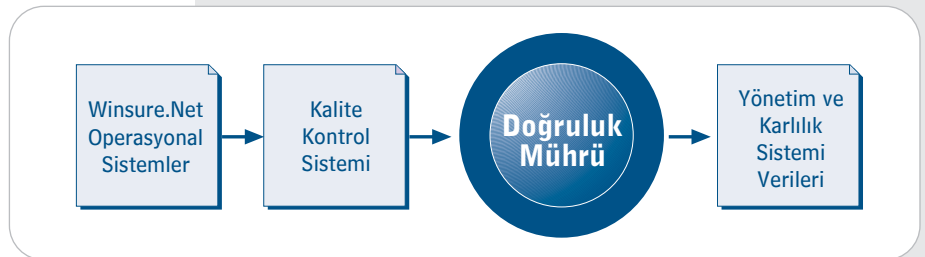 Winsure.Net
Operasyonal
Sistemler
Kalite
Kontrol
Sistemi
Doğruluk
Mührü
Yönetim ve
Karlılık
Sistemi
Verileri